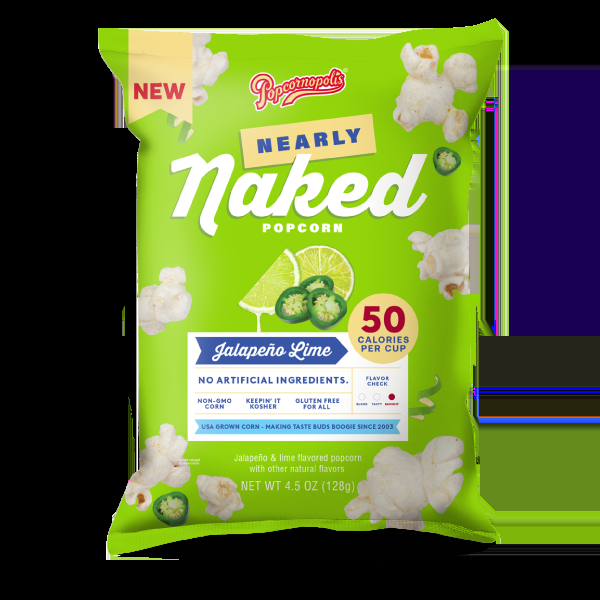 NEW
Popcornopolis
NEARLY
Naked
POPCORN
50
CALORIES
PER CUP
Jalapeño Lime
NO ARTIFICIAL INGREDIENTS.
FLAVOR
CHECK
NON-GMO
CORN
KEEPIN' IT
KOSHER
GLUTEN FREE
FOR ALL
BLAND TASTY
USA GROWN CORN - MAKING TASTE BUDS BOOGIE SINCE 2003
Jalapeño & lime flavored popcorn
with other natural flavors
NET WT 4.5 OZ (128g)